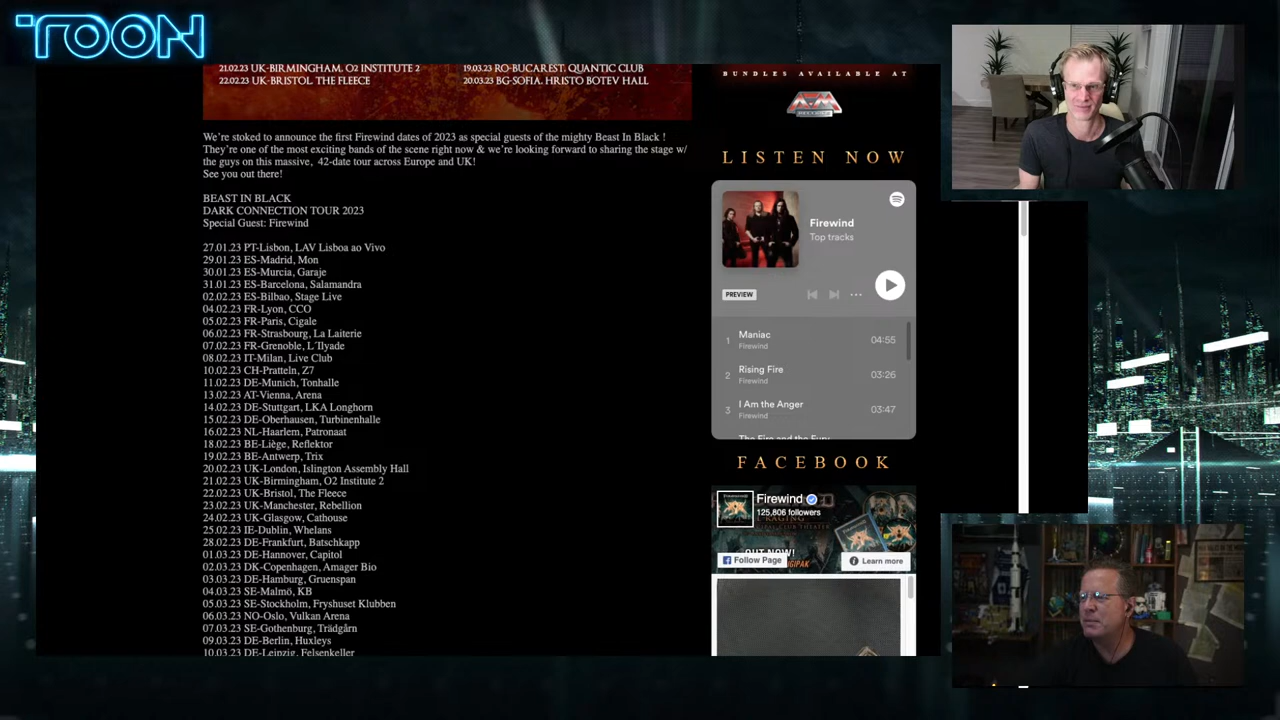 TOON
21.02.23 UK-BIRMINGHAM, O2 INSTITUTE 2
22.02.23 UK-BRISTOL, THE FLEECE
19.03.23 RO-BUCAREST, QUANTIC CLUB
20.03.23 BG-SOFIA, HRISTO BOTEV HALL
We're stoked to announce the first Firewind dates of 2023 as special guests of the mighty Beast In Black !
They're one of the most exciting bands of the scene right now & we're looking forward to sharing the stage w/
the guys on this massive, 42-date tour across Europe and UK!
See you out there!
BEAST IN BLACK
DARK CONNECTION TOUR 2023
Special Guest: Firewind
27.01.23 PT-Lisbon, LAV Lisboa ao Vivo
29.01.23 ES-Madrid, Mon
30.01.23 ES-Murcia, Garaje
31.01.23 ES-Barcelona, Salamandra
02.02.23 ES-Bilbao, Stage Live
04.02.23 FR-Lyon, CCO
05.02.23 FR-Paris, Cigale
06.02.23 FR-Strasbourg, La Laiterie
07.02.23 FR-Grenoble, L´Ilyade
08.02.23 IT-Milan, Live Club
10.02.23 CH-Pratteln, Z7
11.02.23 DE-Munich, Tonhalle
13.02.23 AT-Vienna, Arena
14.02.23 DE-Stuttgart, LKA Longhorn
15.02.23 DE-Oberhausen, Turbinenhalle
16.02.23 NL-Haarlem, Patronaat
18.02.23 BE-Liège, Reflektor
19.02.23 BE-Antwerp, Trix
20.02.23 UK-London, Islington Assembly Hall
21.02.23 UK-Birmingham, O2 Institute 2
22.02.23 UK-Bristol, The Fleece
23.02.23 UK-Manchester, Rebellion
24.02.23 UK-Glasgow, Cathouse
25.02.23 IE-Dublin, Whelans
28.02.23 DE-Frankfurt, Batschkapp
01.03.23 DE-Hannover, Capitol
02.03.23 DK-Copenhagen, Amager Bio
03.03.23 DE-Hamburg, Gruenspan
04.03.23 SE-Malmö, KB
05.03.23 SE-Stockholm, Fryshuset Klubben
06.03.23 NO-Oslo, Vulkan Arena
07.03.23 SE-Gothenburg, Trädgårn
09.03.23 DE-Berlin, Huxleys
10.03.23 DE-Leipzig, Felsenkeller
BUNDLES AVAILABLE AT
AFM
LISTEN NOW
Firewind
Top tracks
PREVIEW
1 Maniac 04:55
Firewind
2 Rising Fire 03:26
Firewind
3 I Am the Anger 03:47
Firewind
The Fire and the Fury
FACEBOOK
Firewind
125,806 followers
OUT NOW!
Follow Page
Learn more